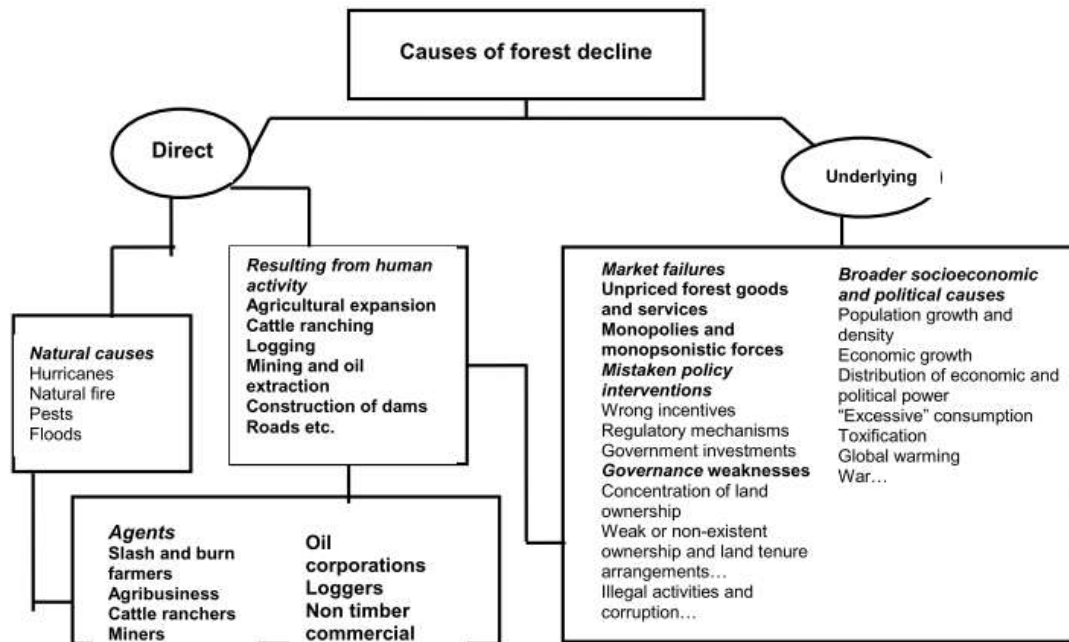 Causes of forest decline
Direct
Underlying
Natural causes
Hurricanes
Natural fire
Pests
Floods
Resulting from human
activity
Agricultural expansion
Cattle ranching
Logging
Mining and oil
extraction
Construction of dams
Roads etc.
Market failures
Unpriced forest goods
and services
Monopolies and
monopsonistic forces
Mistaken policy
interventions
Wrong incentives
Regulatory mechanisms
Government investments
Governance weaknesses
Concentration of land
ownership
Weak or non-existent
ownership and land tenure
arrangements…
Illegal activities and
corruption…
Broader socioeconomic
and political causes
Population growth and
density
Economic growth
Distribution of economic and
political power
“Excessive” consumption
Toxification
Global warming
War…
Agents
Slash and burn
farmers
Agribusiness
Cattle ranchers
Miners
Oil
corporations
Loggers
Non timber
commercial